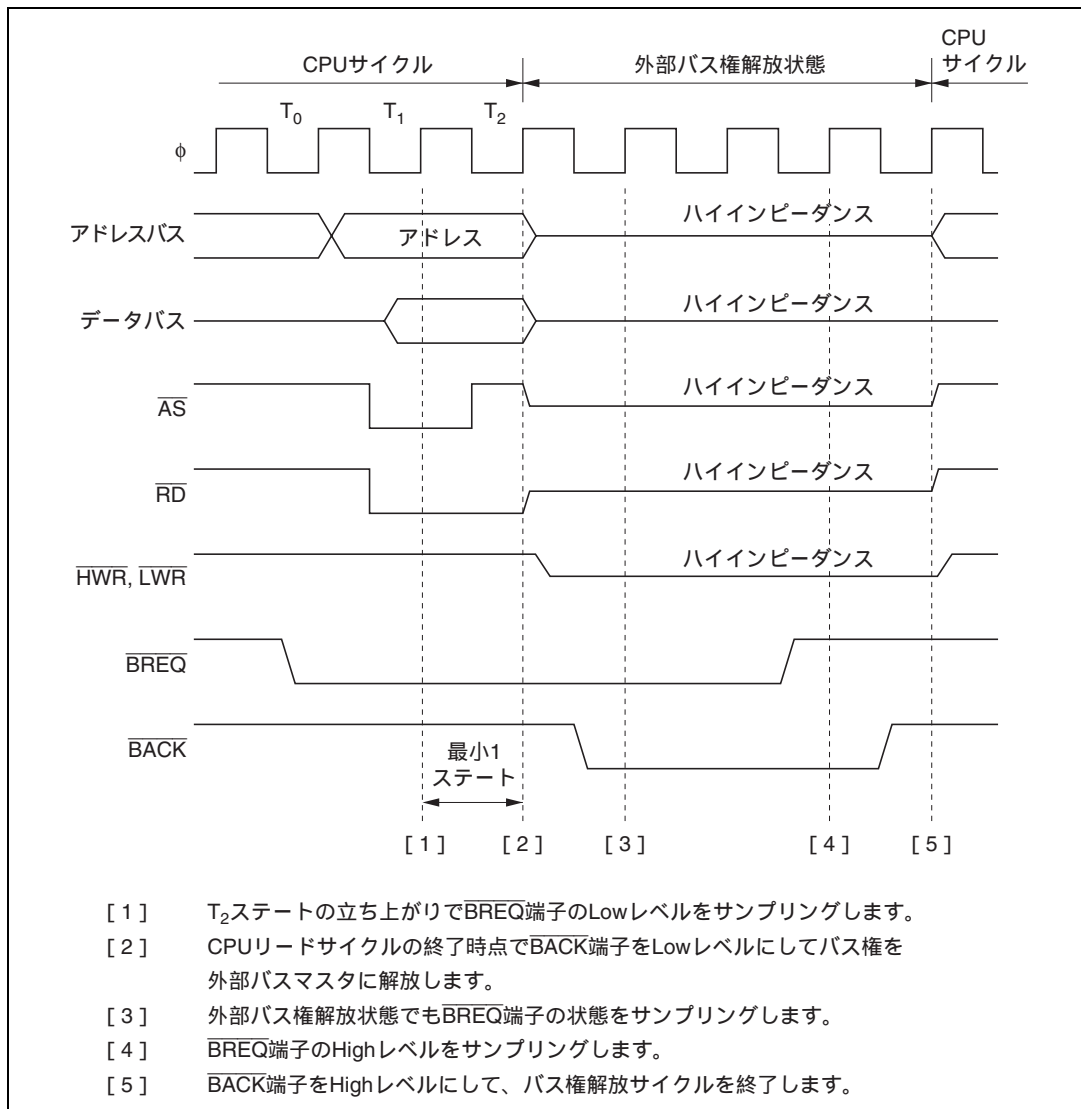 CPU
CPUサイクル 外部バス権解放状態 サイクル
T0 T1 T2
φ
アドレスバス アドレス ハイインピーダンス
データバス ハイインピーダンス
AS ハイインピーダンス
RD ハイインピーダンス
HWR, LWR ハイインピーダンス
BREQ
BACK
最小1
ステート
[ 1 ] [ 2 ] [ 3 ] [ 4 ] [ 5 ]
[ 1 ] T2ステートの立ち上がりでBREQ端子のLowレベルをサンプリングします。
[ 2 ] CPUリードサイクルの終了時点でBACK端子をLowレベルにしてバス権を
外部バスマスタに解放します。
[ 3 ] 外部バス権解放状態でもBREQ端子の状態をサンプリングします。
[ 4 ] BREQ端子のHighレベルをサンプリングします。
[ 5 ] BACK端子をHighレベルにして、バス権解放サイクルを終了します。